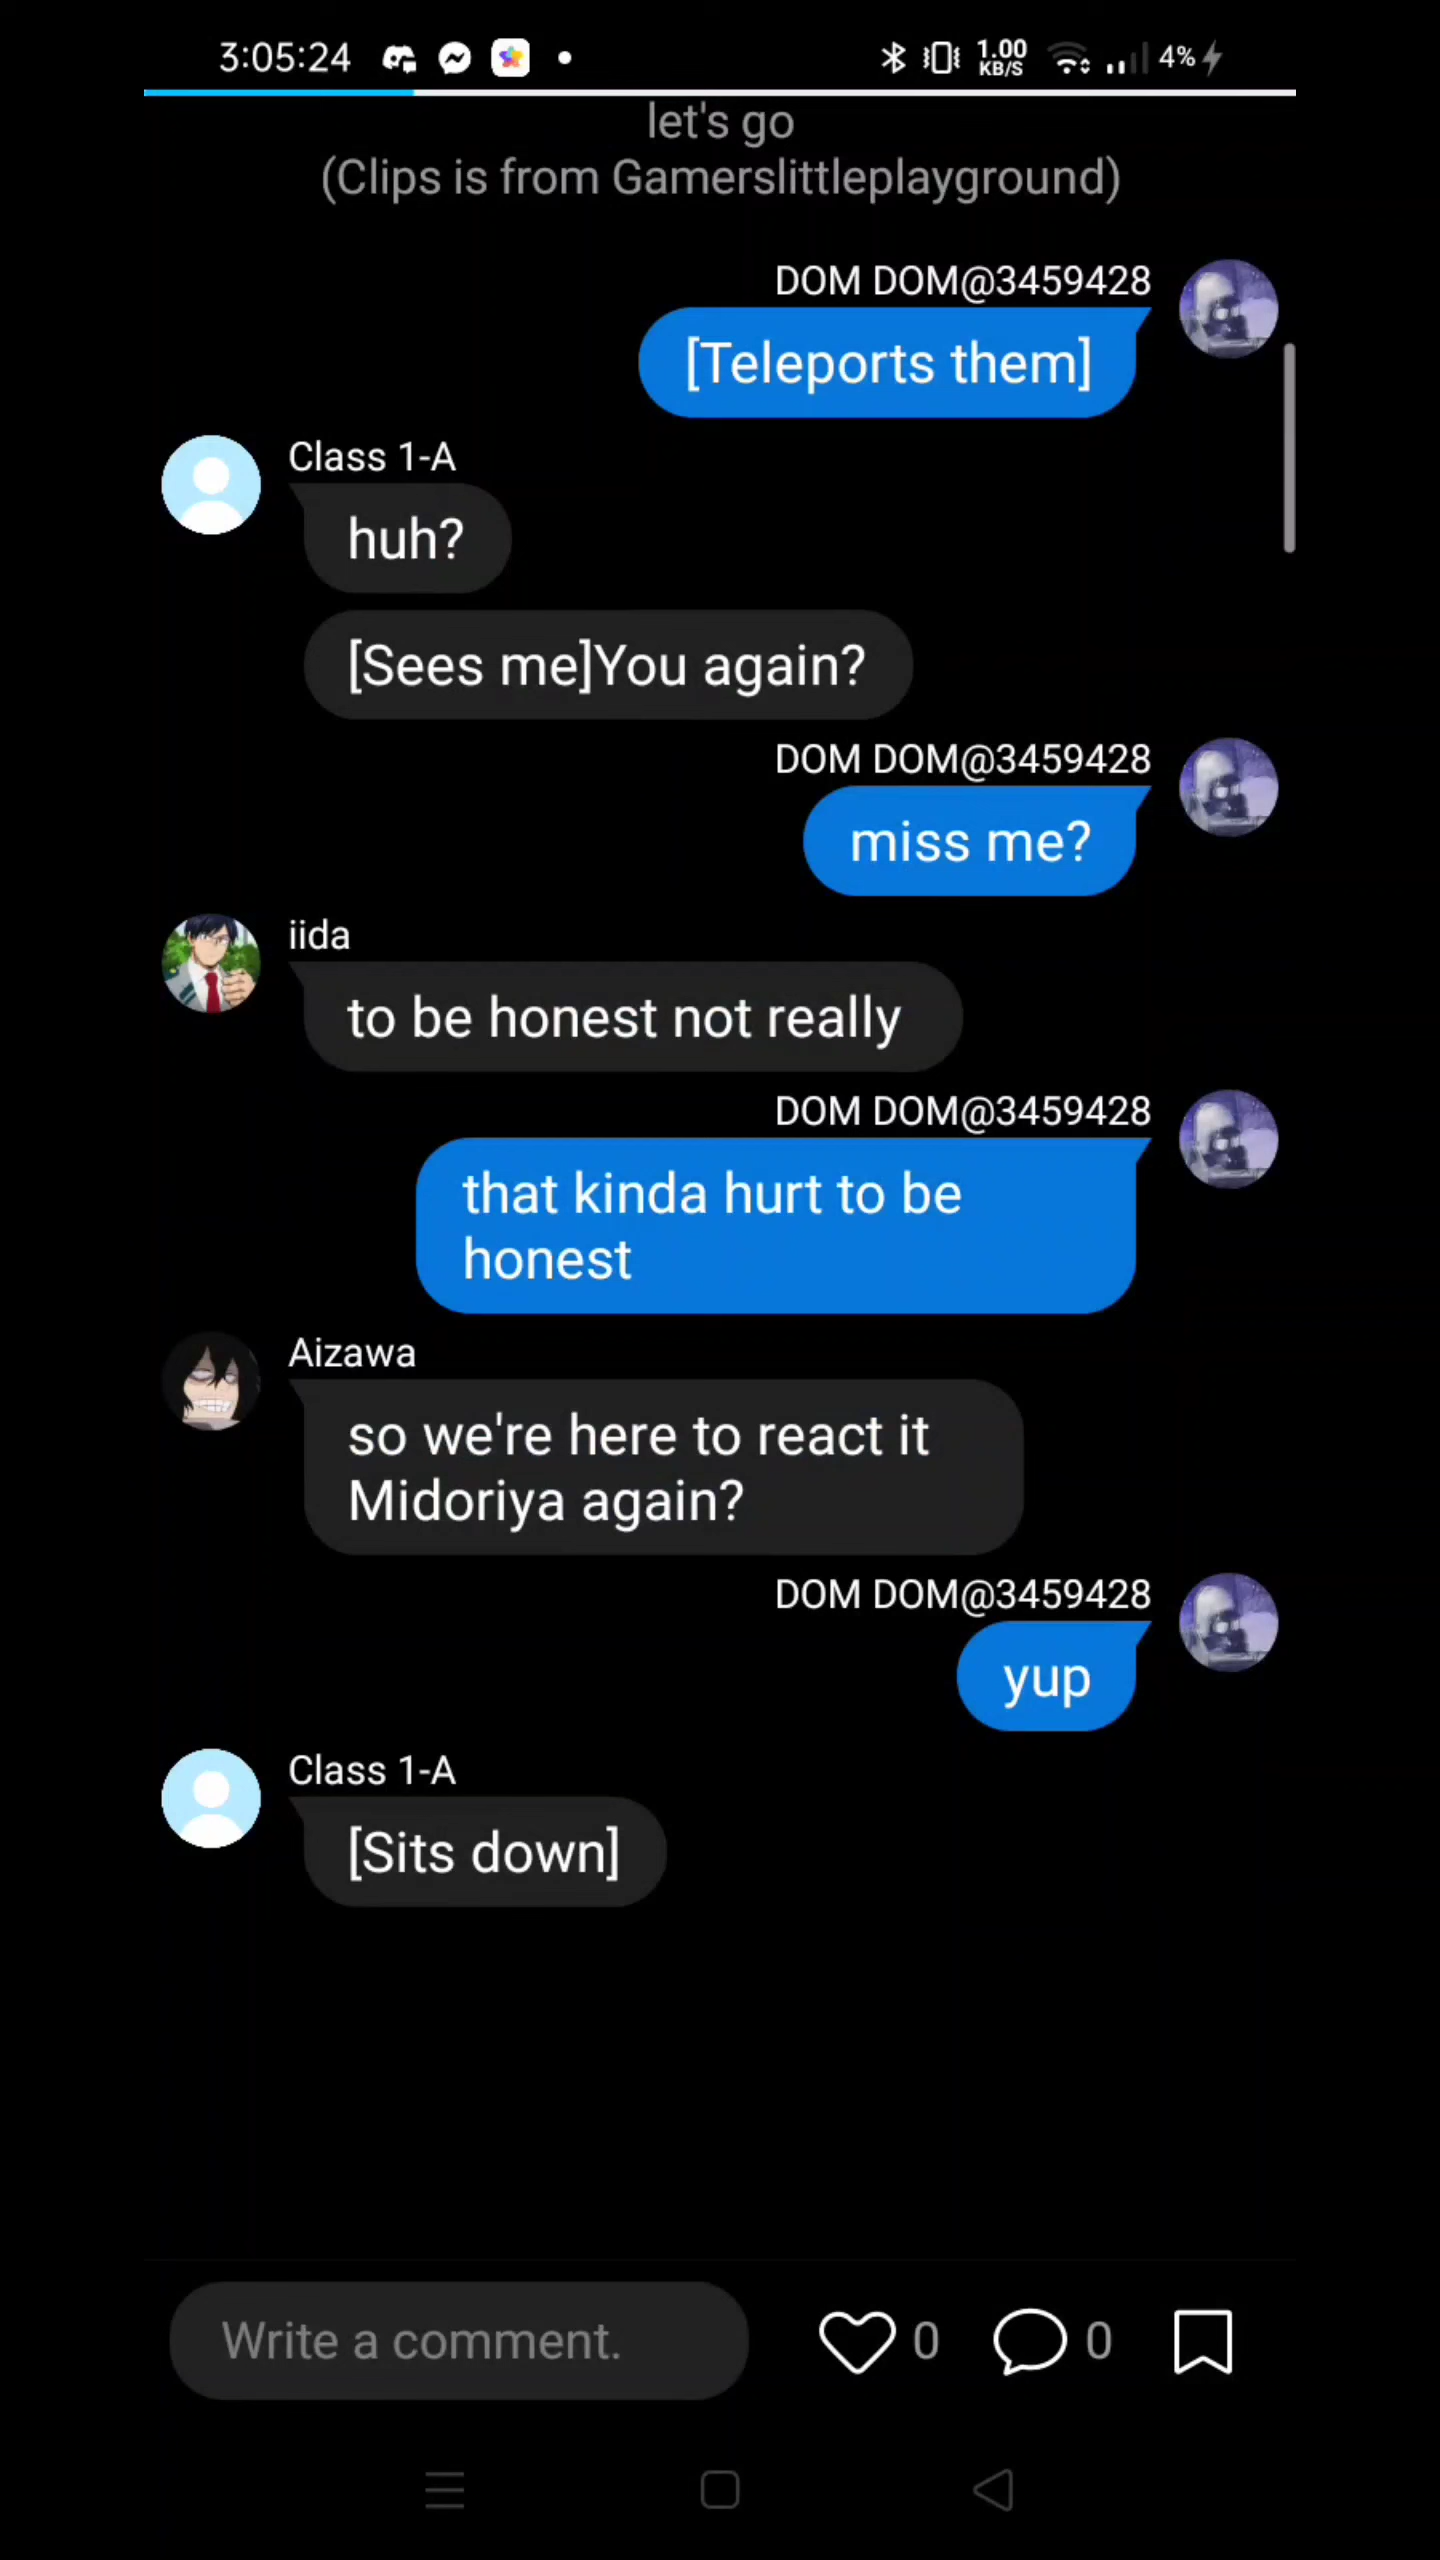 3:05:24
1.00
KB/S
4%
let's go
(Clips is from Gamerslittleplayground)
DOM DOM@3459428
[Teleports them]
Class 1-A
huh?
[Sees me]You again?
DOM DOM@3459428
miss me?
iida
to be honest not really
DOM DOM@3459428
that kinda hurt to be
honest
Aizawa
so we're here to react it
Midoriya again?
DOM DOM@3459428
yup
Class 1-A
[Sits down]
Write a comment.
0
0